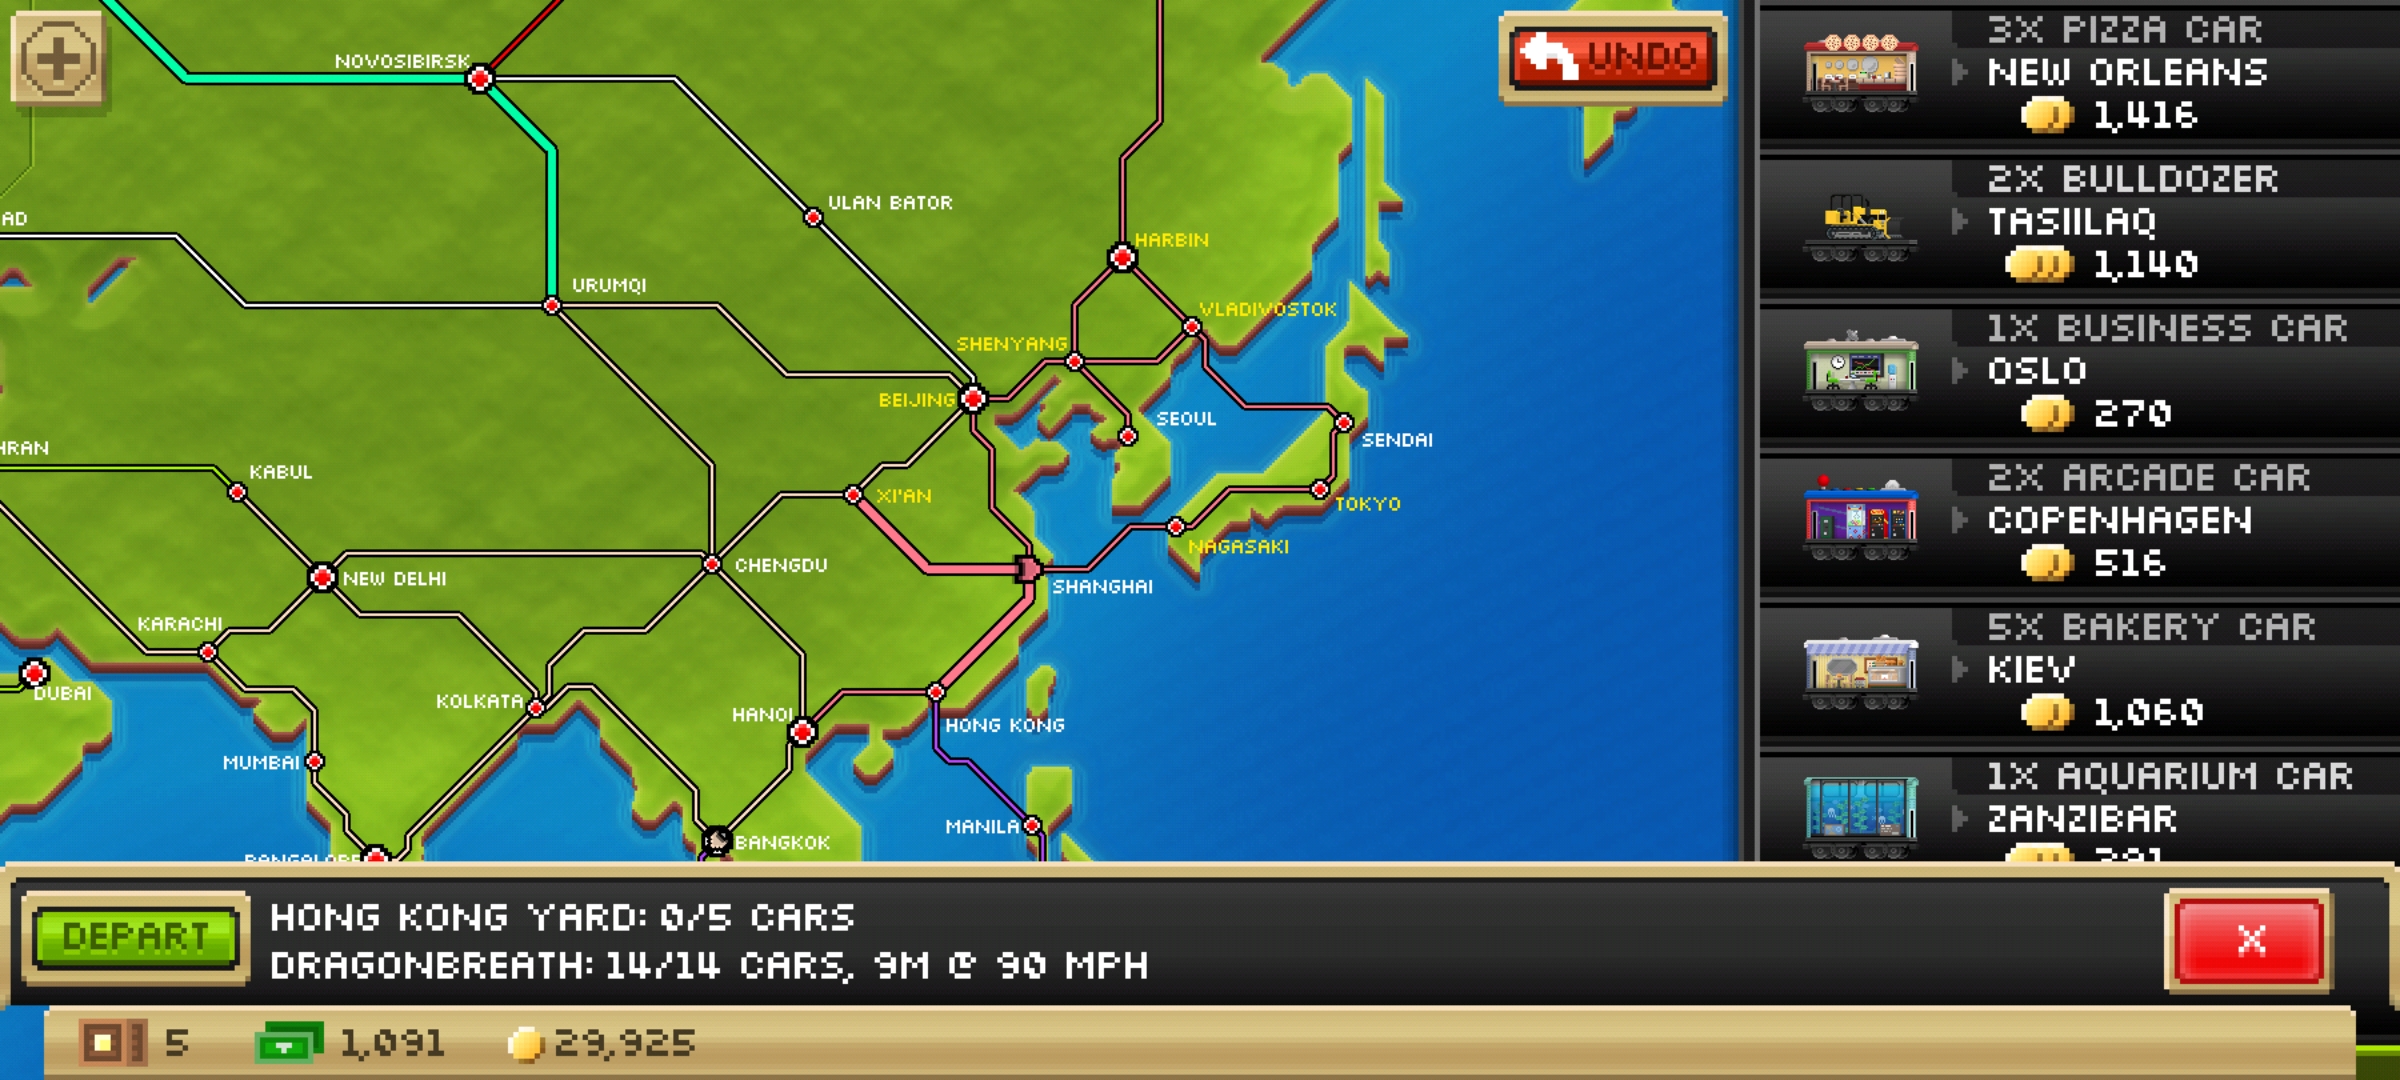 NOVOSIBIRSK
ULAN BATOR
AD
URUMQI
HARBIN
VLADIVOSTOK
SHENYANG
BEIJING
SEOUL
SENDAI
HRAN
KABUL
XI'AN
TOKYO
NAGASAKI
CHENGDU
NEW DELHI
SHANGHAI
KARACHI
DUBAI
KOLKATA
HANOI
HONG KONG
MUMBAI
MANILA
BANGKOK
BANGALORE
UNDO
3X PIZZA CAR
NEW ORLEANS
1,416
2X BULLDOZER
TASIILAQ
1,140
1X BUSINESS CAR
OSLO
270
2X ARCADE CAR
COPENHAGEN
516
5X BAKERY CAR
KIEV
1,060
1X AQUARIUM CAR
ZANZIBAR
DEPART
HONG KONG YARD: 0/5 CARS
DRAGONBREATH: 14/14 CARS, 9M @ 90 MPH
X
5
1,091
29,925